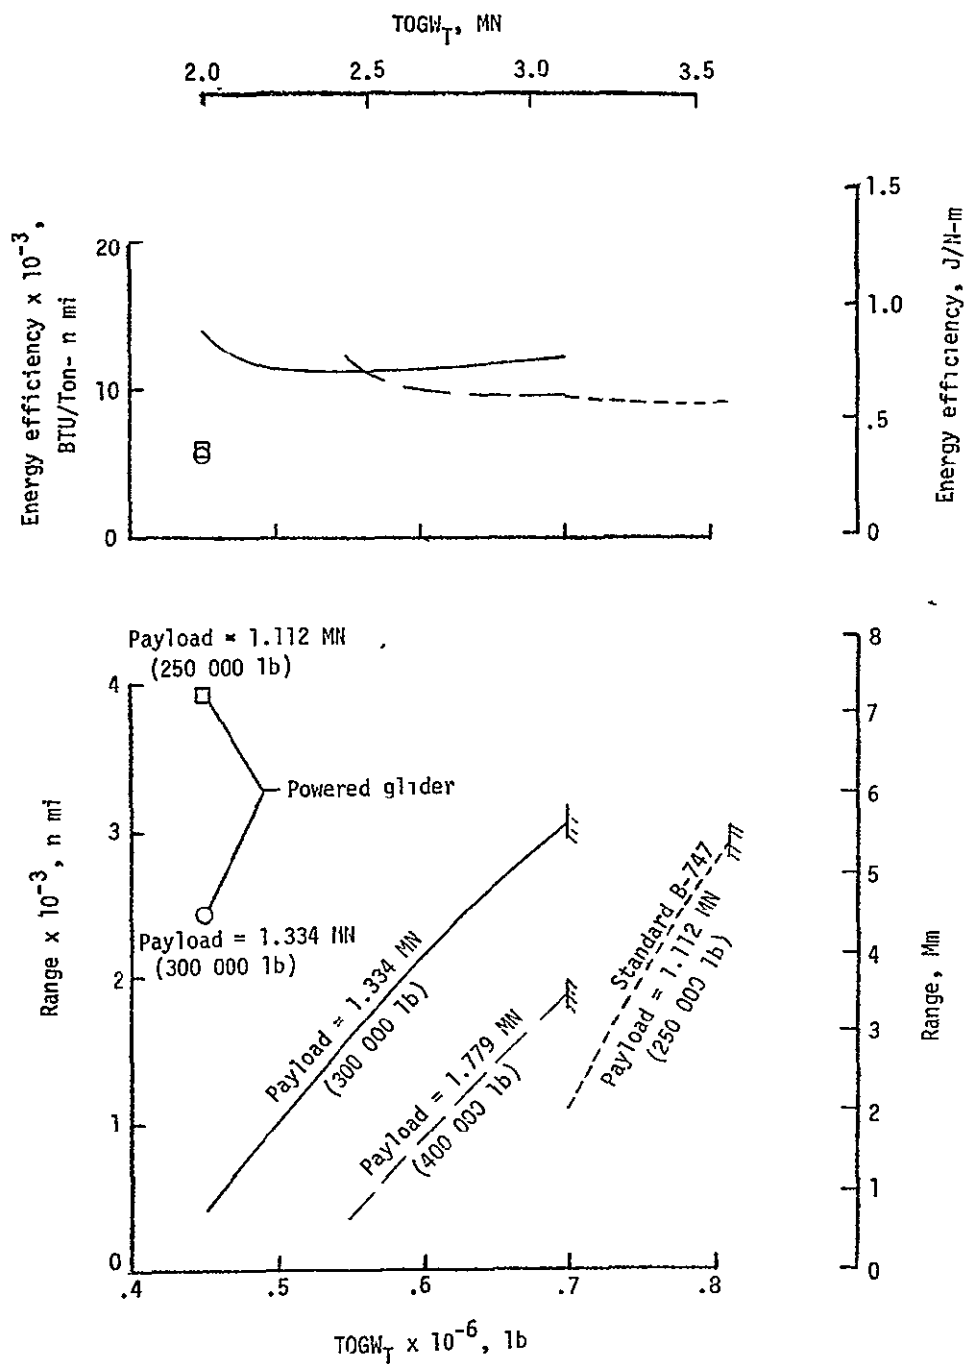 TOGW_T, MN
2.0 2.5 3.0 3.5
Energy efficiency x 10^-3,
BTU/Ton- n mi
20
10
0
1.5
1.0
.5
0
Energy efficiency, J/N-m
Payload = 1.112 MN
(250 000 lb)
Powered glider
Payload = 1.334 MN
(300 000 lb)
Payload = 1.334 MN
(300 000 lb)
Payload = 1.779 MN
(400 000 lb)
Standard B-747
Payload = 1.112 MN
(250 000 lb)
Range x 10^-3, n mi
4
3
2
1
0
8
7
6
5
4
3
2
1
0
Range, Mm
.4 .5 .6 .7 .8
TOGW_T x 10^-6, lb